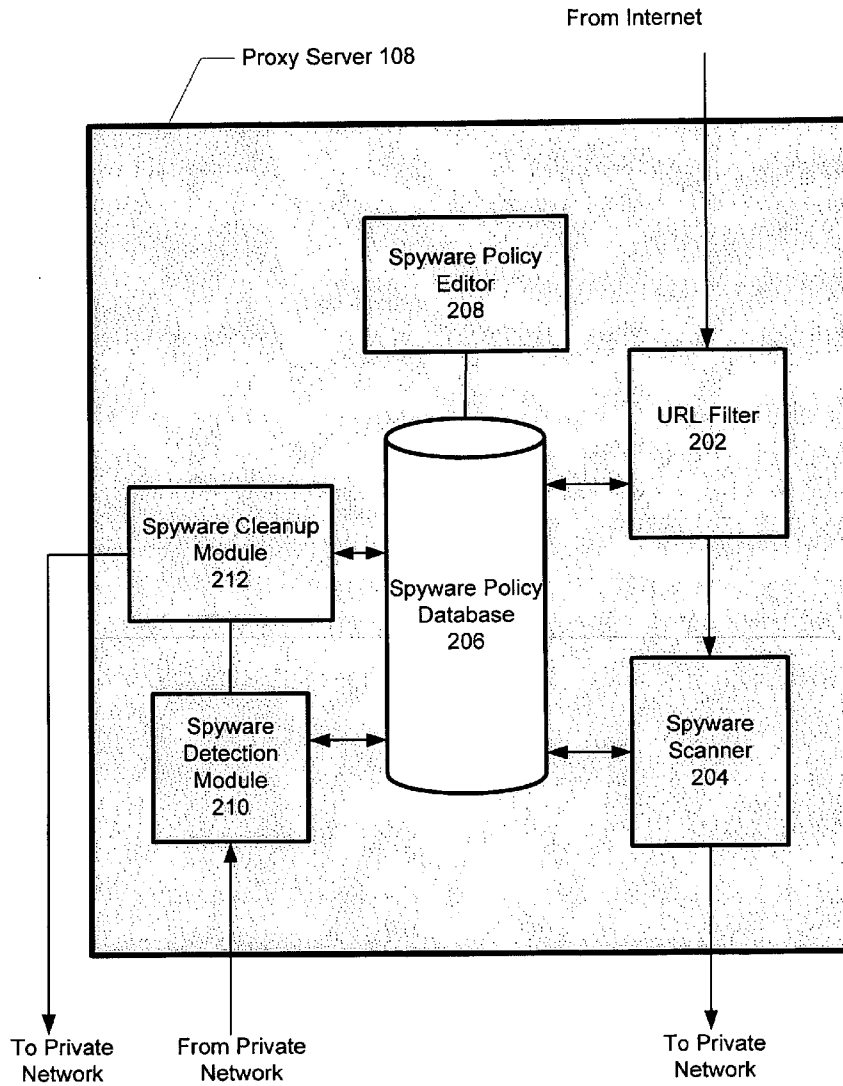 From Internet
Proxy Server 108
Spyware Policy
Editor
208
URL Filter
202
Spyware Cleanup
Module
212
Spyware Policy
Database
206
Spyware
Detection
Module
210
Spyware
Scanner
204
To Private
Network
From Private
Network
To Private
Network